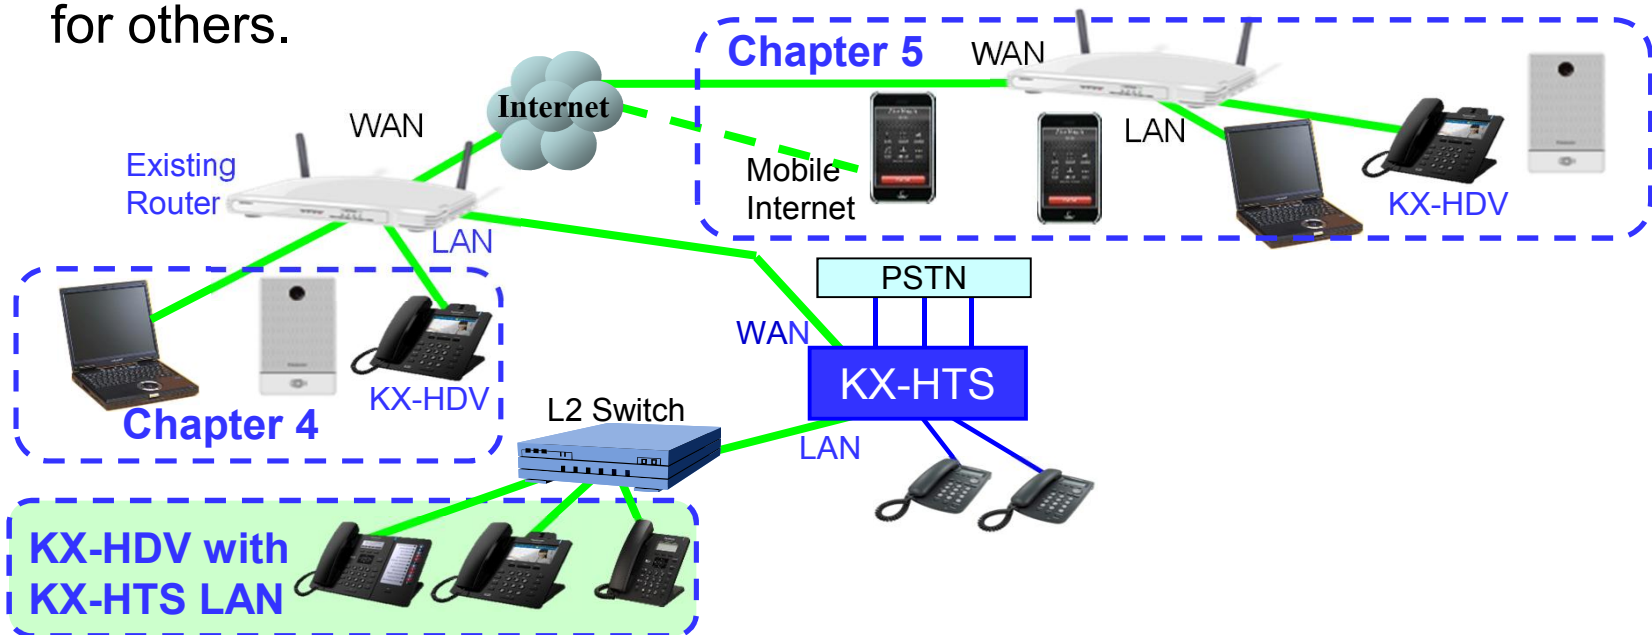 for others.
Chapter 5
WAN
Internet
WAN
LAN
Existing
Router
Mobile
Internet
KX-HDV
LAN
PSTN
WAN
KX-HTS
KX-HDV
Chapter 4
L2 Switch
LAN
KX-HDV with
KX-HTS LAN